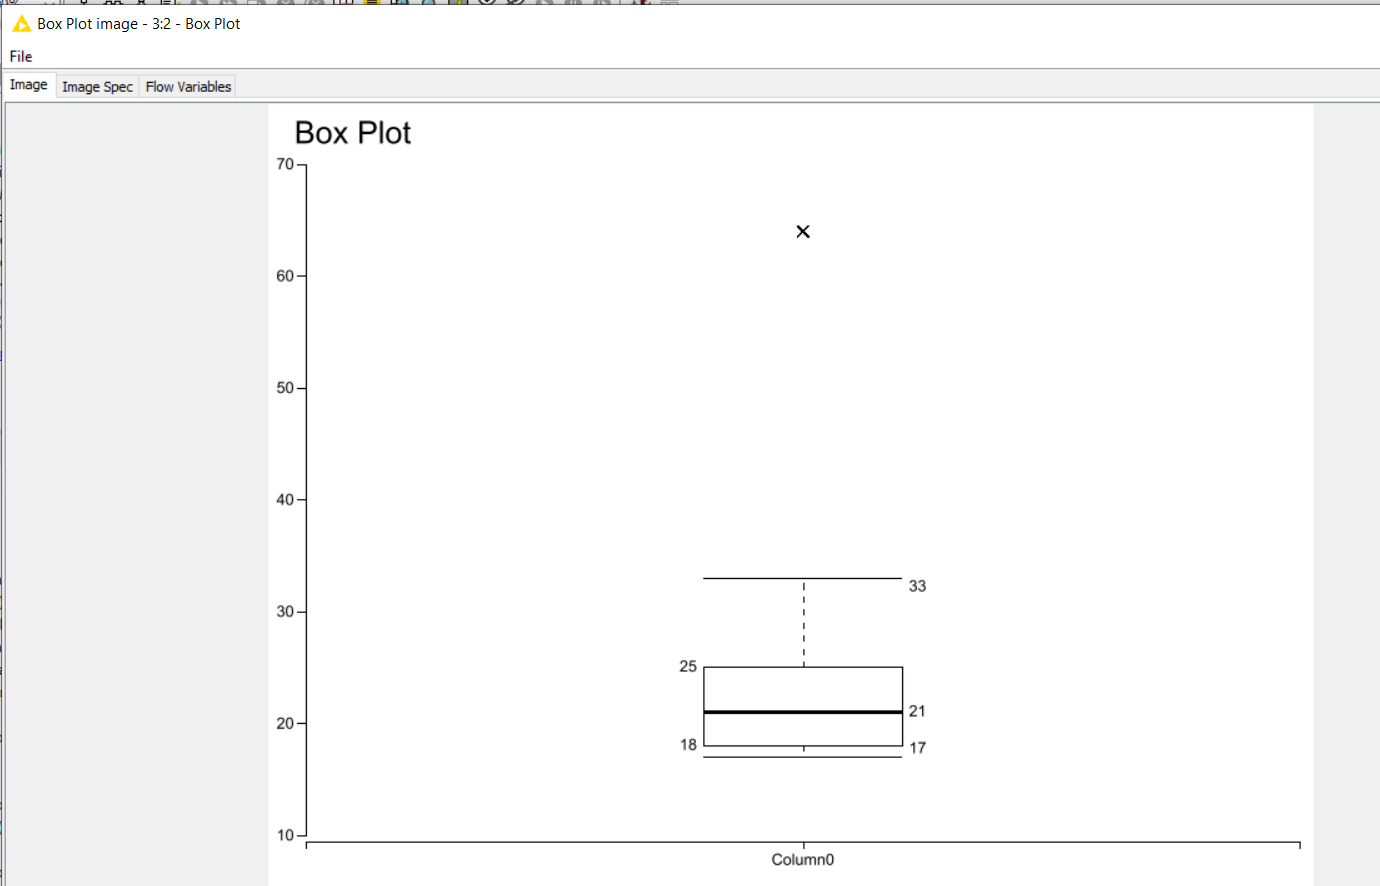 Box Plot image - 3:2 - Box Plot
File
Image Image Spec Flow Variables
Box Plot
70
60
50
40
33
30
25
21
20
18 17
10
Column0